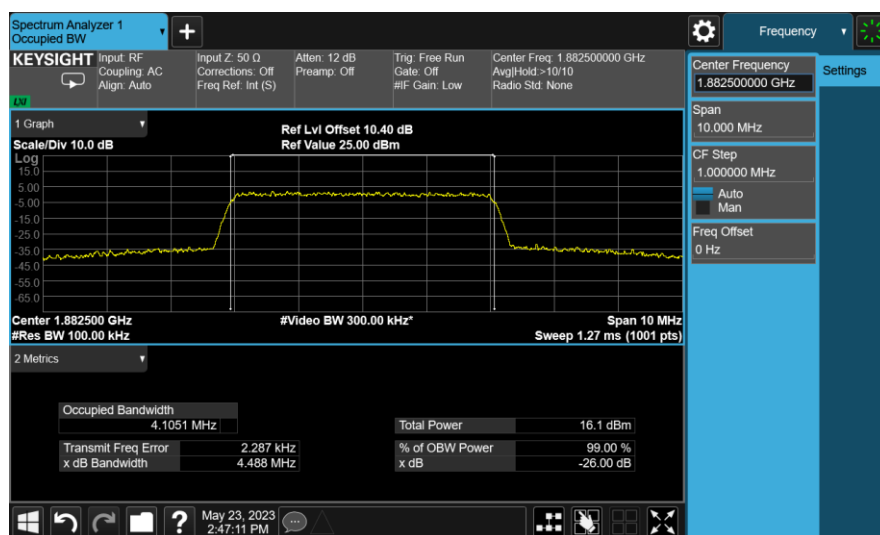 Spectrum Analyzer 1
Occupied BW
Frequency
KEYSIGHT
Input: RF
Coupling: AC
Align: Auto
Input Z: 50 Ω
Corrections: Off
Freq Ref: Int (S)
Atten: 12 dB
Preamp: Off
Trig: Free Run
Gate: Off
#IF Gain: Low
Center Freq: 1.882500000 GHz
Avg|Hold:>10/10
Radio Std: None
LXI
Center Frequency
1.882500000 GHz
Settings
Span
10.000 MHz
CF Step
1.000000 MHz
Auto
Man
Freq Offset
0 Hz
1 Graph
Scale/Div 10.0 dB
Ref Lvl Offset 10.40 dB
Ref Value 25.00 dBm
Log
15.0
5.00
-5.00
-15.0
-25.0
-35.0
-45.0
-55.0
-65.0
Center 1.882500 GHz
#Res BW 100.00 kHz
#Video BW 300.00 kHz*
Span 10 MHz
Sweep 1.27 ms (1001 pts)
2 Metrics
Occupied Bandwidth
4.1051 MHz
Total Power 16.1 dBm
Transmit Freq Error 2.287 kHz
% of OBW Power 99.00 %
x dB Bandwidth 4.488 MHz
x dB -26.00 dB
May 23, 2023
2:47:11 PM